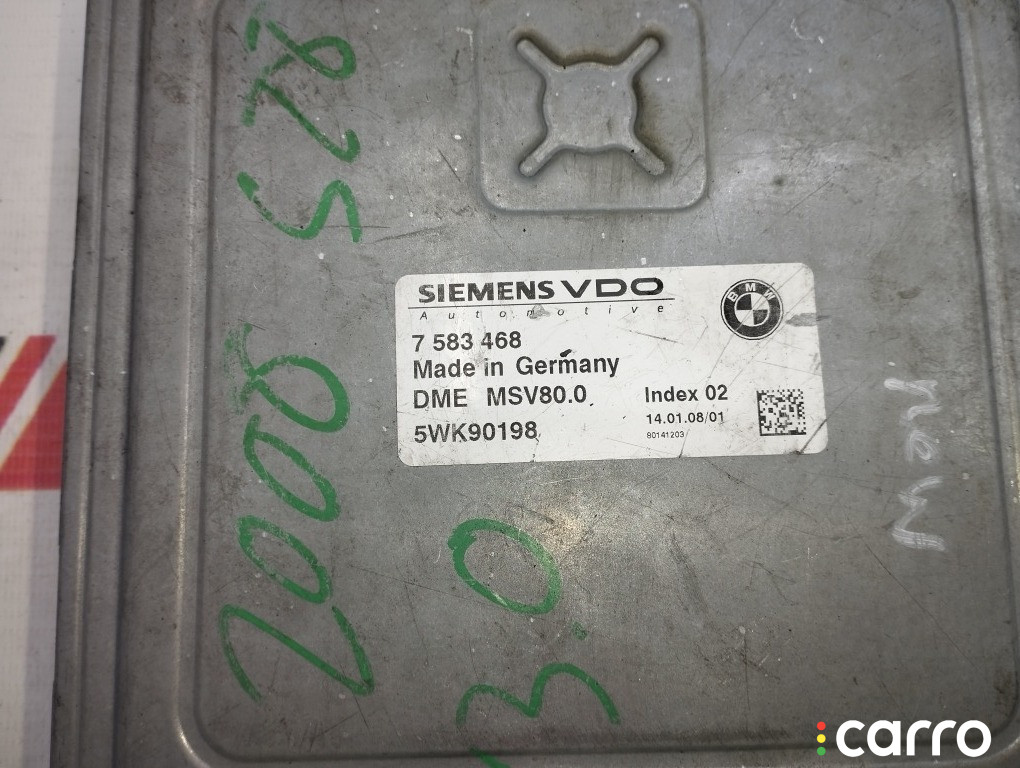 SIEMENS VDO
Automotive
BMW
7 583 468
Made in Germany
DME MSV80.0
Index 02
14.01.08/01
5WK90198
80141203
2008 528
3.0
New
carro